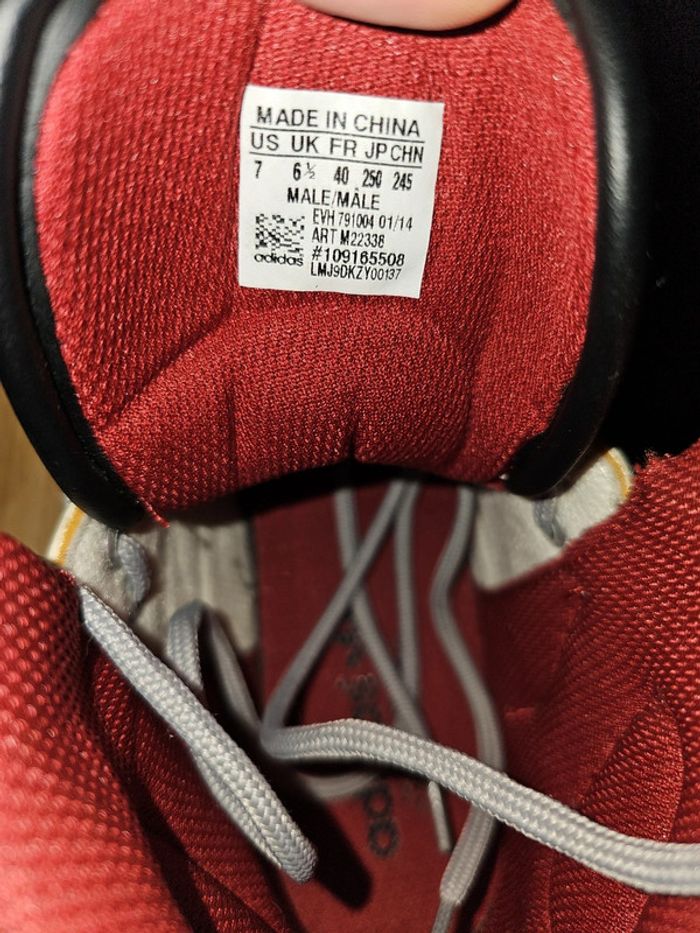 MADE IN CHINA
US UK FR JP CHN
7 6½ 40 250 245
MALE/MÂLE
EVH 791004 01/14
ART M22338
#109165508
adidas
LMJ9DKZY00137